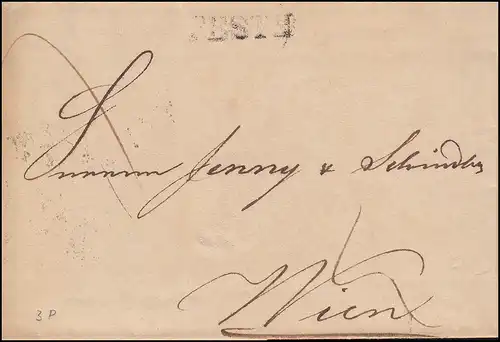 PESTH
Jenny & Schindler
Wien
3 P